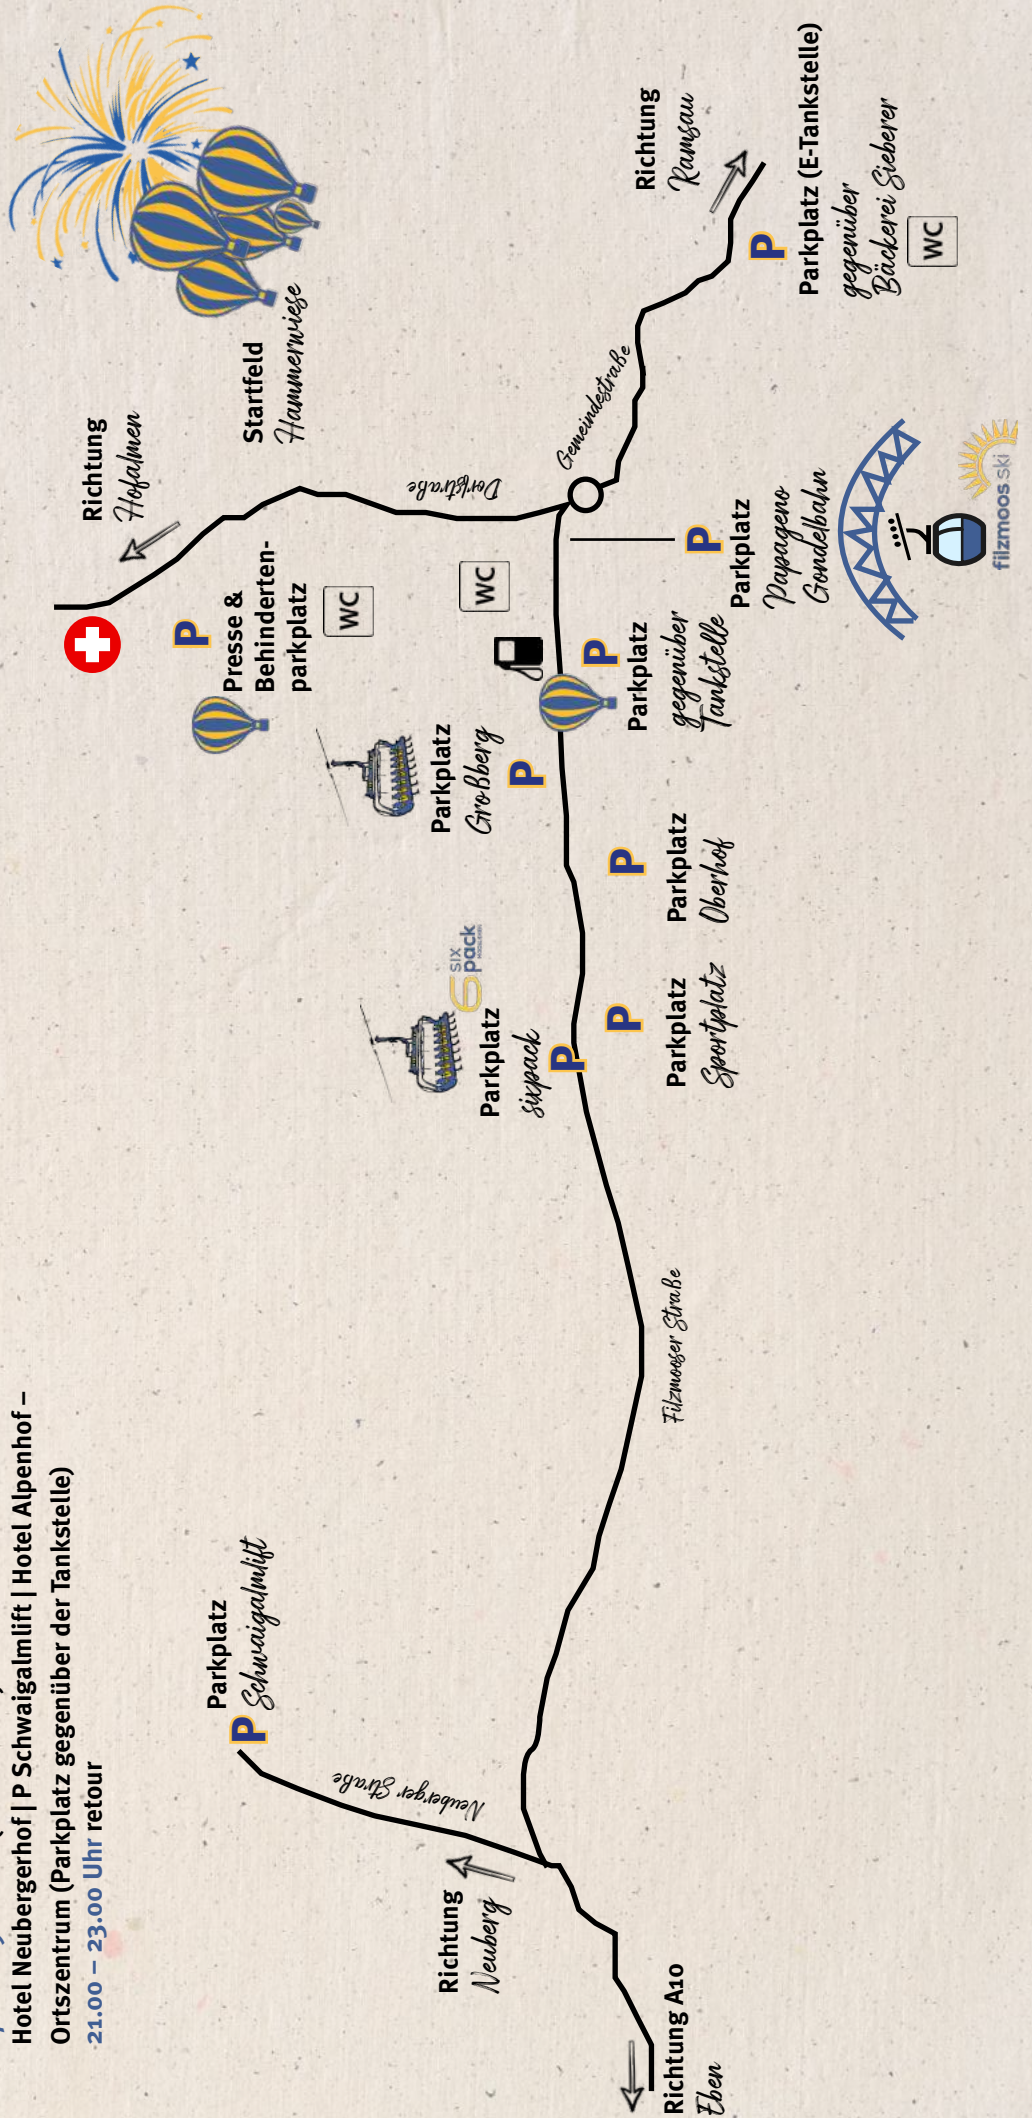 Hotel Neubergerhof | P Schwaigalmlift | Hotel Alpenhof –
Ortszentrum (Parkplatz gegenüber der Tankstelle)
21.00 – 23.00 Uhr retour
Richtung
Hofalmen
Startfeld
Hammerwiese
P
Presse &
Behinderten-
parkplatz
WC
P
Parkplatz
Schwaigalmlift
Neuberger Straße
Richtung
Neuberg
Parkplatz
sixpack
P
6 SIX
pack
Parkplatz
Großberg
P
WC
Dorfstraße
Gemeindestraße
Richtung
Ramsau
P
Parkplatz (E-Tankstelle)
gegenüber
Bäckerei Sieberer
WC
Richtung A10
Eben
Filzmooser Straße
P
Parkplatz
Sportplatz
P
Parkplatz
Oberhof
P
Parkplatz
gegenüber
Tankstelle
P
Parkplatz
Papageno
Gondelbahn
filzmoos ski